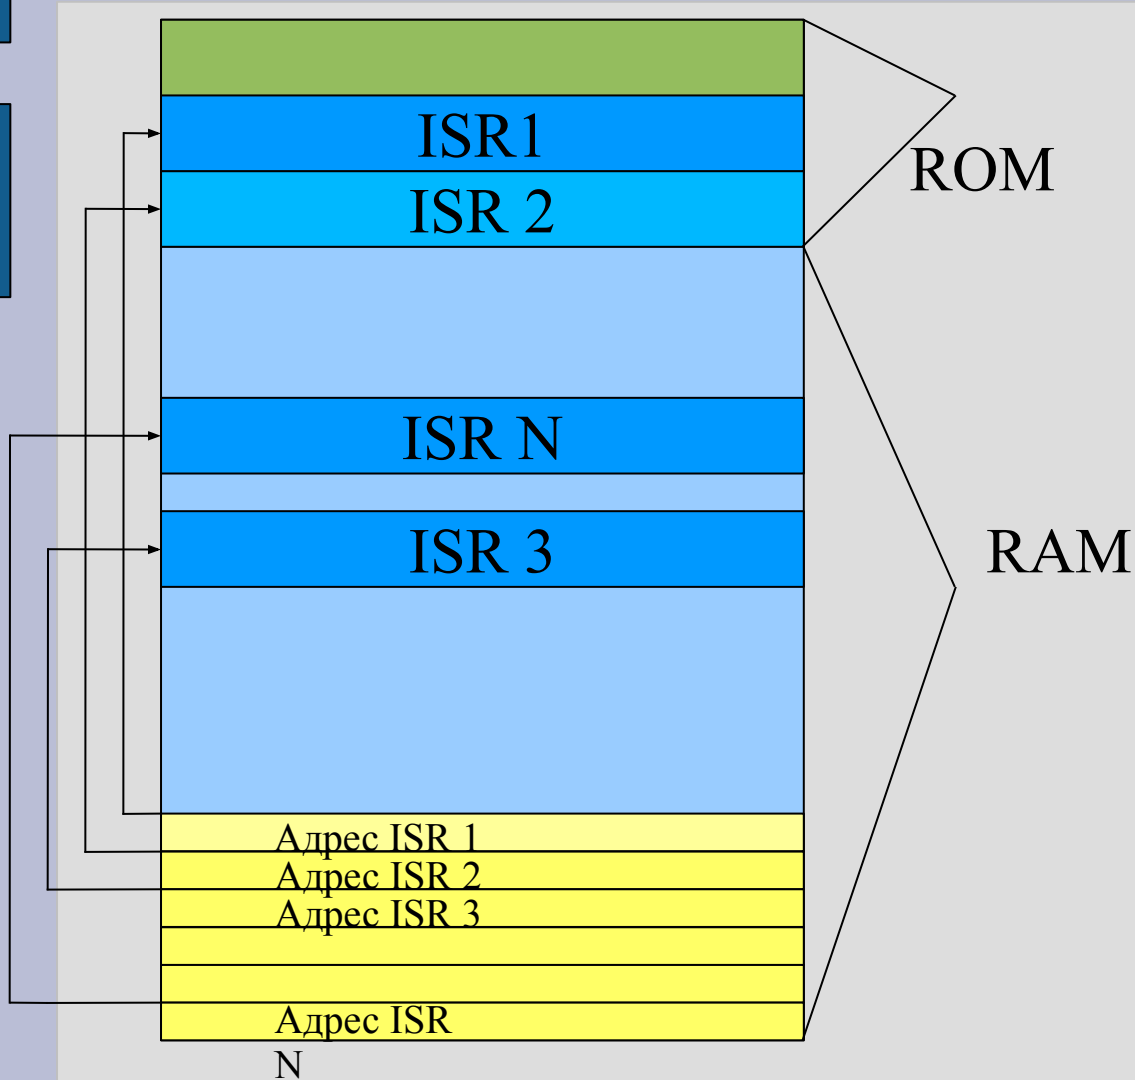 ISR1
ROM
ISR 2
ISR N
ISR 3
RAM
Адрес ISR 1
Адрес ISR 2
Адрес ISR 3
Адрес ISR
N